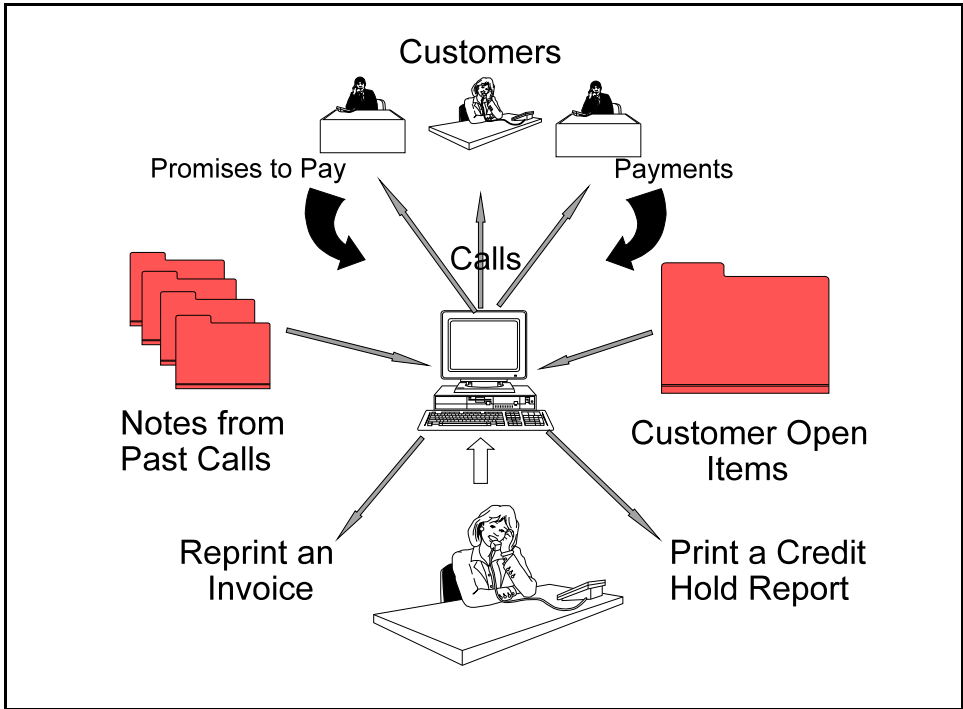 Customers
Promises to Pay
Payments
Calls
Notes from
Past Calls
Customer Open
Items
Reprint an
Invoice
Print a Credit
Hold Report